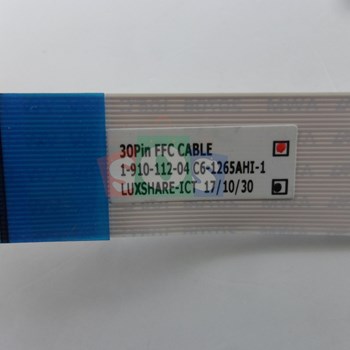 30Pin FFC CABLE
1-910-112-04 C6-1265AHI-1
LUXSHARE-ICT 17/10/30